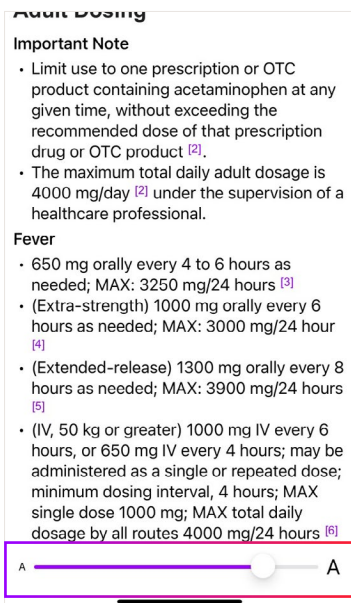 Adult Dosing
Important Note
• Limit use to one prescription or OTC
product containing acetaminophen at any
given time, without exceeding the
recommended dose of that prescription
drug or OTC product [2].
• The maximum total daily adult dosage is
4000 mg/day [2] under the supervision of a
healthcare professional.
Fever
• 650 mg orally every 4 to 6 hours as
needed; MAX: 3250 mg/24 hours [3]
• (Extra-strength) 1000 mg orally every 6
hours as needed; MAX: 3000 mg/24 hour
[4]
• (Extended-release) 1300 mg orally every 8
hours as needed; MAX: 3900 mg/24 hours
[5]
• (IV, 50 kg or greater) 1000 mg IV every 6
hours, or 650 mg IV every 4 hours; may be
administered as a single or repeated dose;
minimum dosing interval, 4 hours; MAX
single dose 1000 mg; MAX total daily
dosage by all routes 4000 mg/24 hours [6]
A A